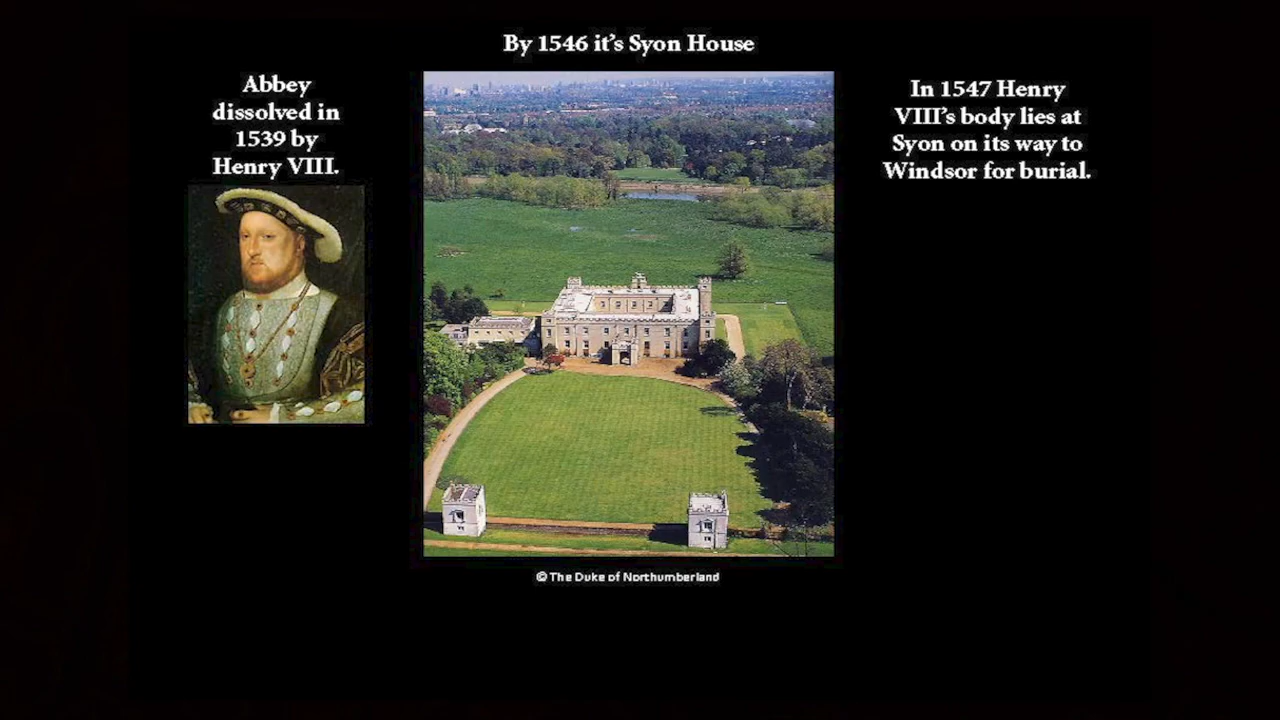 By 1546 it's Syon House
Abbey
dissolved in
1539 by
Henry VIII.
In 1547 Henry
VIII's body lies at
Syon on its way to
Windsor for burial.
© The Duke of Northumberland